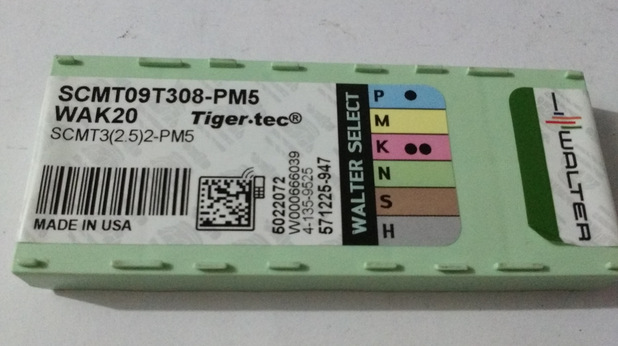 SCMT09T308-PM5
WAK20 Tiger·tec®
SCMT3(2.5)2-PM5
MADE IN USA
5022072
W000666039
4-135-9525
571225-947
WALTER SELECT
P ●
M
K ●●
N
S
H
WALTER